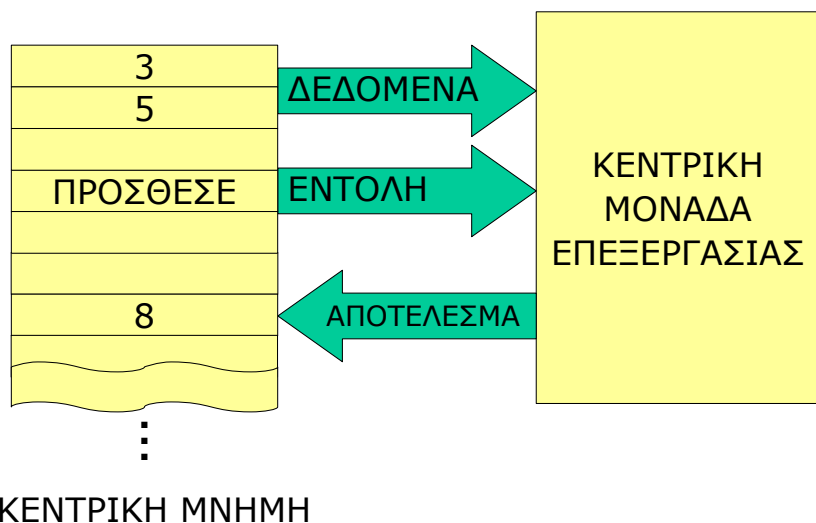 3
5
ΠΡΟΣΘΕΣΕ
8
ΔΕΔΟΜΕΝΑ
ΕΝΤΟΛΗ
ΑΠΟΤΕΛΕΣΜΑ
ΚΕΝΤΡΙΚΗ
ΜΟΝΑΔΑ
ΕΠΕΞΕΡΓΑΣΙΑΣ
ΚΕΝΤΡΙΚΗ ΜΝΗΜΗ